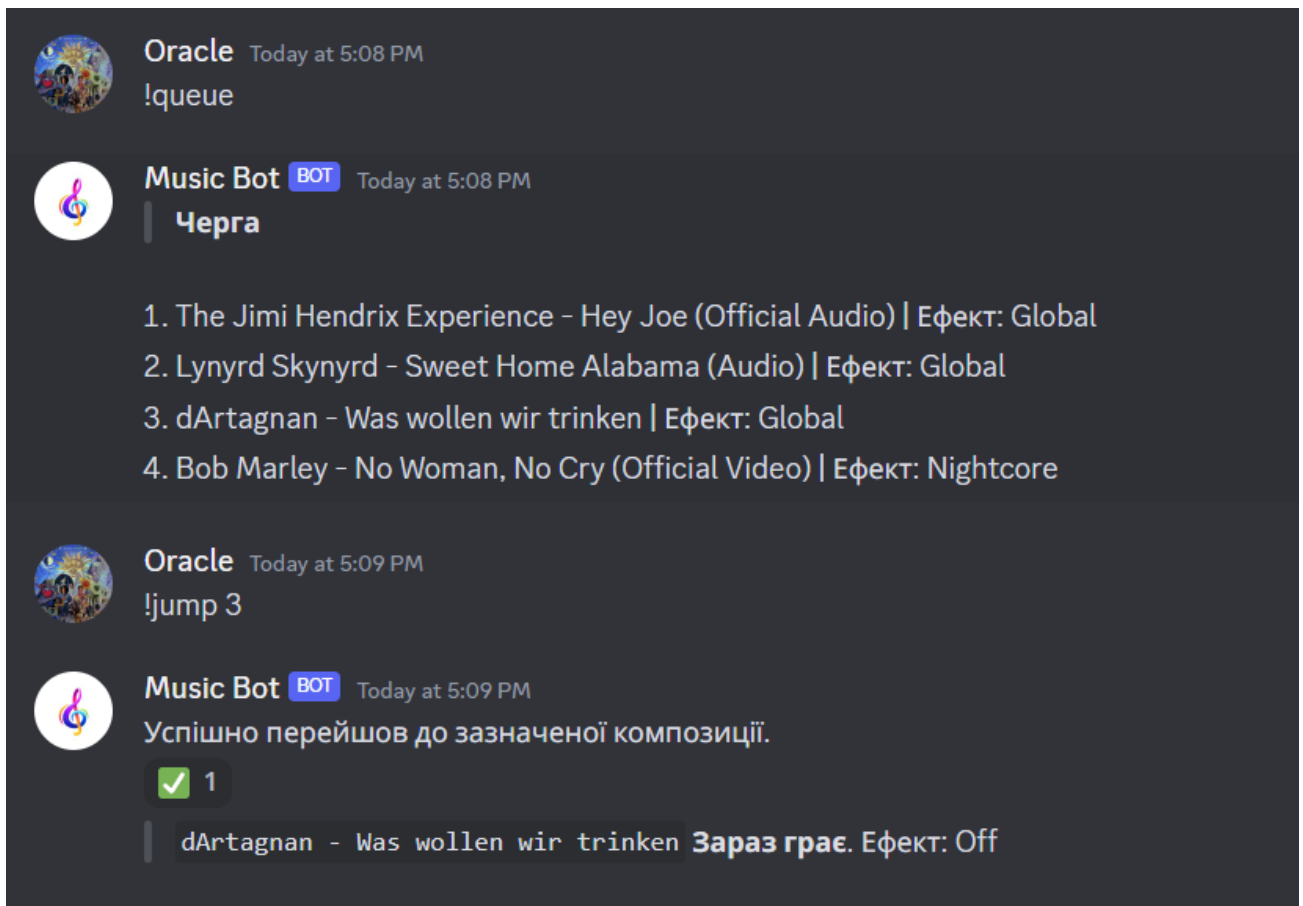 Oracle Today at 5:08 PM
!queue
Music Bot BOT Today at 5:08 PM
Черга
1. The Jimi Hendrix Experience - Hey Joe (Official Audio) | Ефект: Global
2. Lynyrd Skynyrd - Sweet Home Alabama (Audio) | Ефект: Global
3. dArtagnan - Was wollen wir trinken | Ефект: Global
4. Bob Marley - No Woman, No Cry (Official Video) | Ефект: Nightcore
Oracle Today at 5:09 PM
!jump 3
Music Bot BOT Today at 5:09 PM
Успішно перейшов до зазначеної композиції.
✅ 1
dArtagnan - Was wollen wir trinken Зараз грає. Ефект: Off